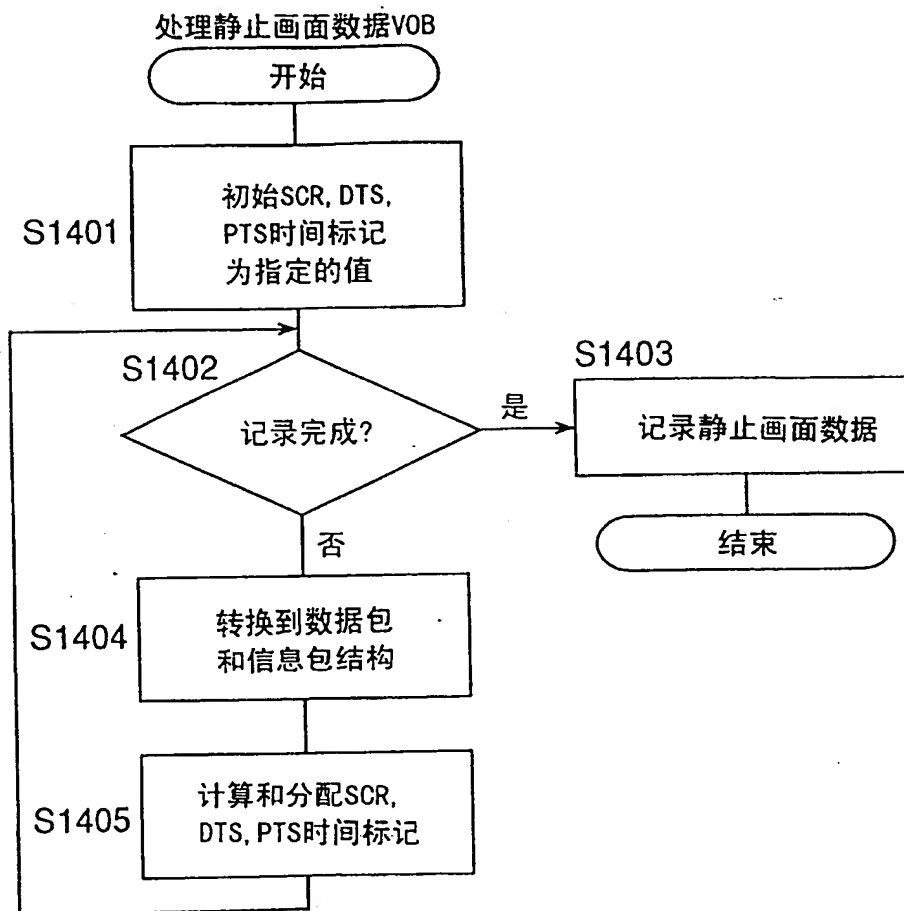 处理静止画面数据VOB
开始
S1401
初始SCR, DTS,
PTS时间标记
为指定的值
S1402
记录完成?
是
S1403
记录静止画面数据
结束
否
S1404
转换到数据包
和信息包结构
S1405
计算和分配SCR,
DTS, PTS时间标记